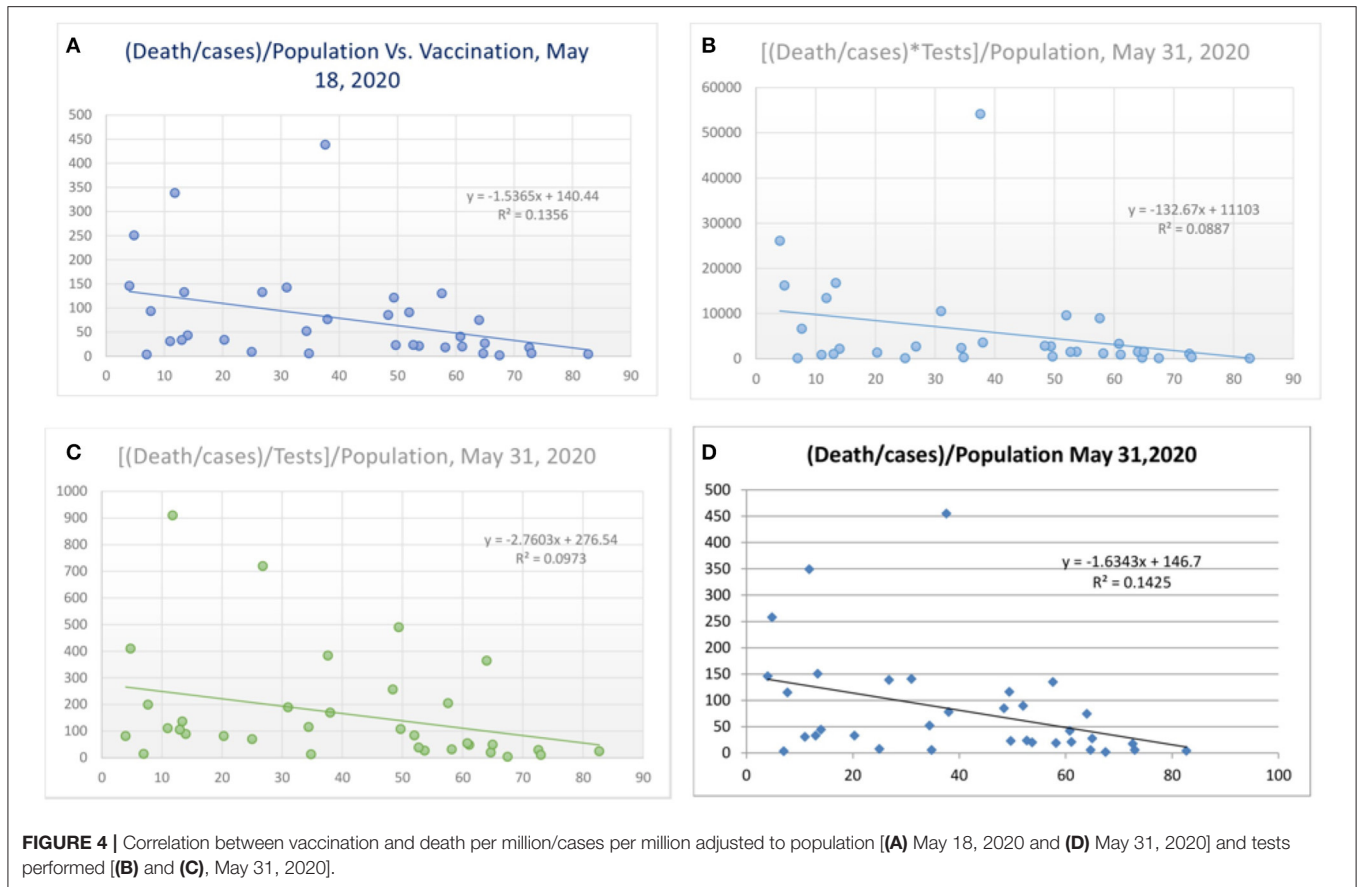 A
(Death/cases)/Population Vs. Vaccination, May
18, 2020
500
450
400
350
300
250
200
150
100
50
0
y = -1.5365x + 140.44
R² = 0.1356
0 10 20 30 40 50 60 70 80 90
B
[(Death/cases)*Tests]/Population, May 31, 2020
60000
50000
40000
30000
20000
10000
0
y = -132.67x + 11103
R² = 0.0887
0 10 20 30 40 50 60 70 80 90
C
[(Death/cases)/Tests]/Population, May 31, 2020
1000
900
800
700
600
500
400
300
200
100
0
y = -2.7603x + 276.54
R² = 0.0973
0 10 20 30 40 50 60 70 80 90
D
(Death/cases)/Population May 31,2020
500
450
400
350
300
250
200
150
100
50
0
y = -1.6343x + 146.7
R² = 0.1425
0 20 40 60 80 100
FIGURE 4 | Correlation between vaccination and death per million/cases per million adjusted to population [(A) May 18, 2020 and (D) May 31, 2020] and tests
performed [(B) and (C), May 31, 2020].